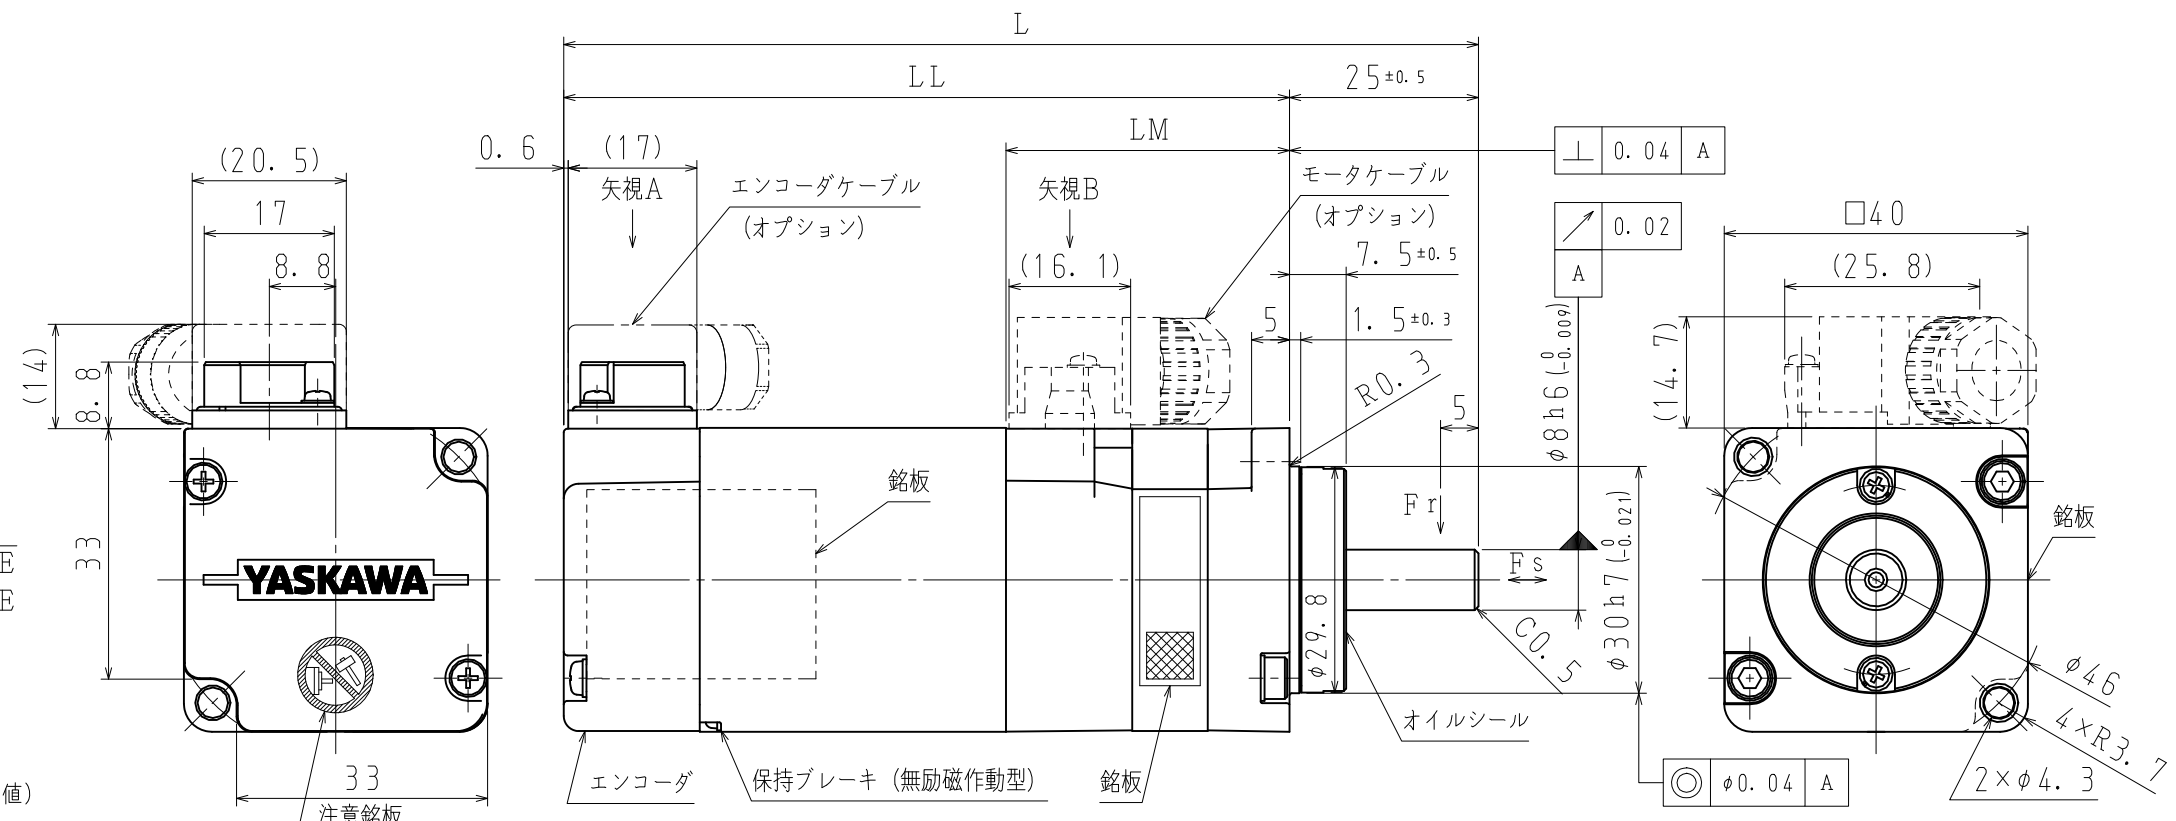 L
LL
25±0.5
LM
0.6
(17)
(20.5)
17
8.8
矢視A
エンコーダケーブル
(オプション)
矢視B
モータケーブル
(オプション)
(16.1)
7.5±0.5
5
1.5±0.3
⊥ 0.04 A
↗ 0.02
A
□40
(25.8)
(14)
8.8
33
(14.7)
φ8h6(0/-0.009)
R0.3
5
Fr
Fs
銘板
銘板
YASKAWA
E
E
φ29.8
C0.5
φ30h7(0/-0.021)
φ46
4×R3.7
2×φ4.3
オイルシール
◎ φ0.04 A
エンコーダ
保持ブレーキ (無励磁作動型)
銘板
33
注意銘板
値)